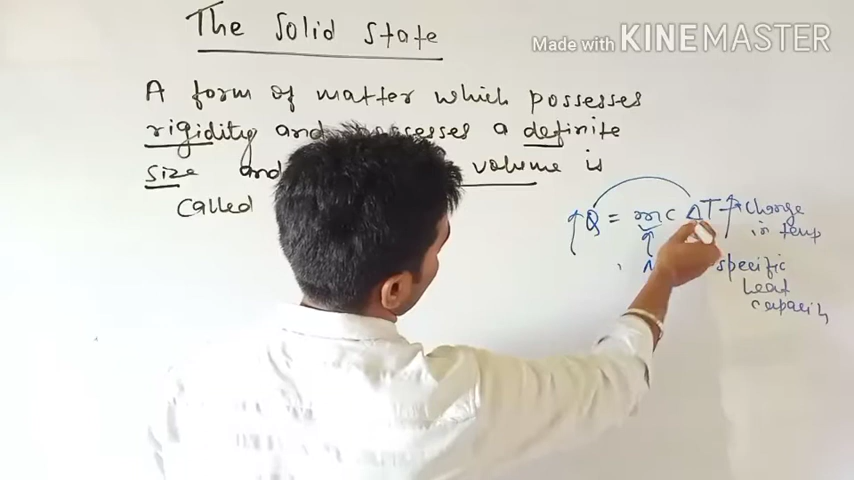 The Solid State
Made with KINEMASTER
A form of matter which possesses
rigidity and possesses a definite
size and volume is
called
Q = mc ΔT → Change
in temp
specific
heat
capacity